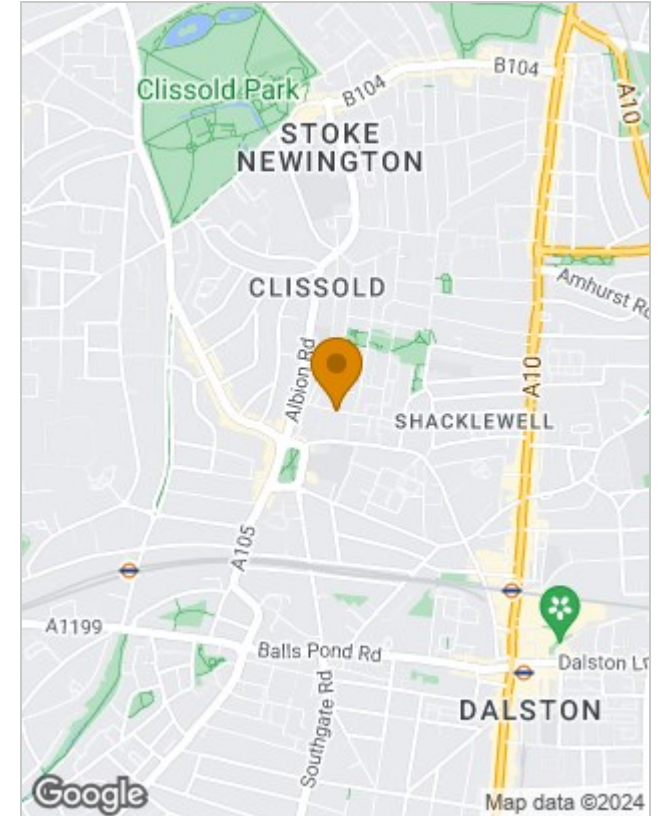 Clissold Park
B104
B104
A10
STOKE
NEWINGTON
CLISSOLD
Amhurst Rd
Albion Rd
A10
SHACKLEWELL
A105
A1199
Balls Pond Rd
Dalston Ln
Southgate Rd
DALSTON
Google
Map data ©2024